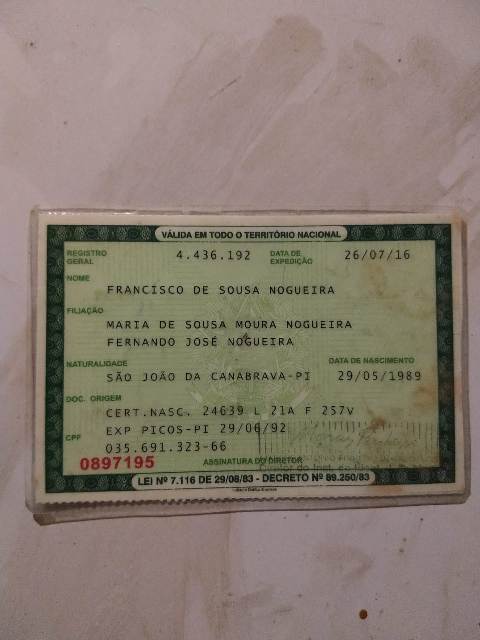 VÁLIDA EM TODO O TERRITÓRIO NACIONAL
REGISTRO GERAL 4.436.192 DATA DE EXPEDIÇÃO 26/07/16
NOME
FRANCISCO DE SOUSA NOGUEIRA
FILIAÇÃO
MARIA DE SOUSA MOURA NOGUEIRA
FERNANDO JOSÉ NOGUEIRA
NATURALIDADE DATA DE NASCIMENTO
SÃO JOÃO DA CANABRAVA-PI 29/05/1989
DOC. ORIGEM
CERT.NASC. 24639 L 21A F 257V
EXP PICOS-PI 29/06/92
CPF 035.691.323-66
0897195 ASSINATURA DO DIRETOR
LEI Nº 7.116 DE 29/08/83 - DECRETO Nº 89.250/83